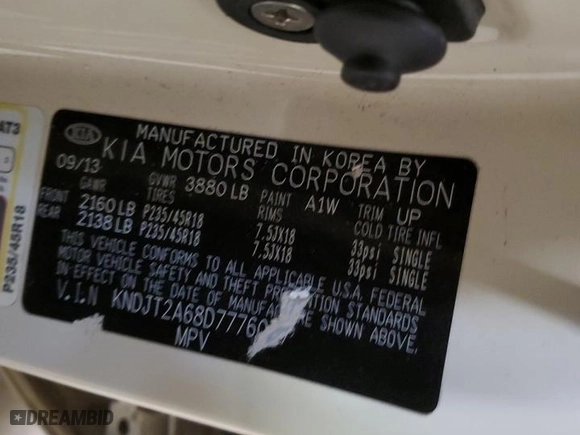 KIA
MANUFACTURED IN KOREA BY
KIA MOTORS CORPORATION
09/13 GVWR 3880 LB PAINT A1W TRIM UP
GAWR TIRES RIMS COLD TIRE INFL
FRONT 2160 LB P235/45R18 7.5JX18 33psi SINGLE
REAR 2138 LB P235/45R18 7.5JX18 33psi SINGLE
THIS VEHICLE CONFORMS TO ALL APPLICABLE U.S.A. FEDERAL
MOTOR VEHICLE SAFETY AND THEFT PREVENTION STANDARDS
IN EFFECT ON THE DATE OF MANUFACTURE SHOWN ABOVE.
V.I.N KNDJT2A68D77760
MPV
P235/45R18
DREAMBID